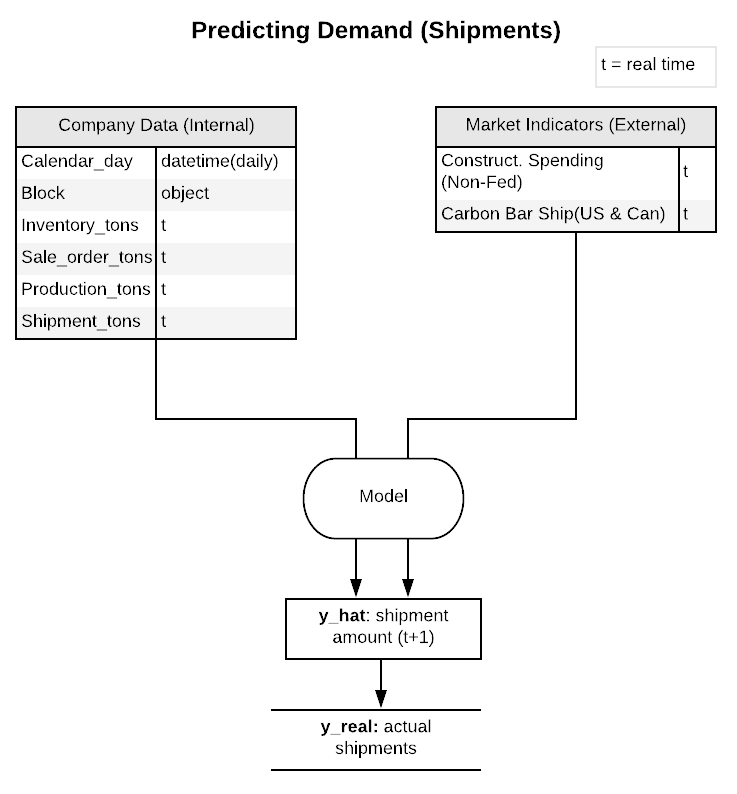 Predicting Demand (Shipments)
t = real time
Company Data (Internal)
Calendar_day datetime(daily)
Block object
Inventory_tons t
Sale_order_tons t
Production_tons t
Shipment_tons t
Market Indicators (External)
Construct. Spending
(Non-Fed) t
Carbon Bar Ship(US & Can) t
Model
y_hat: shipment
amount (t+1)
y_real: actual
shipments